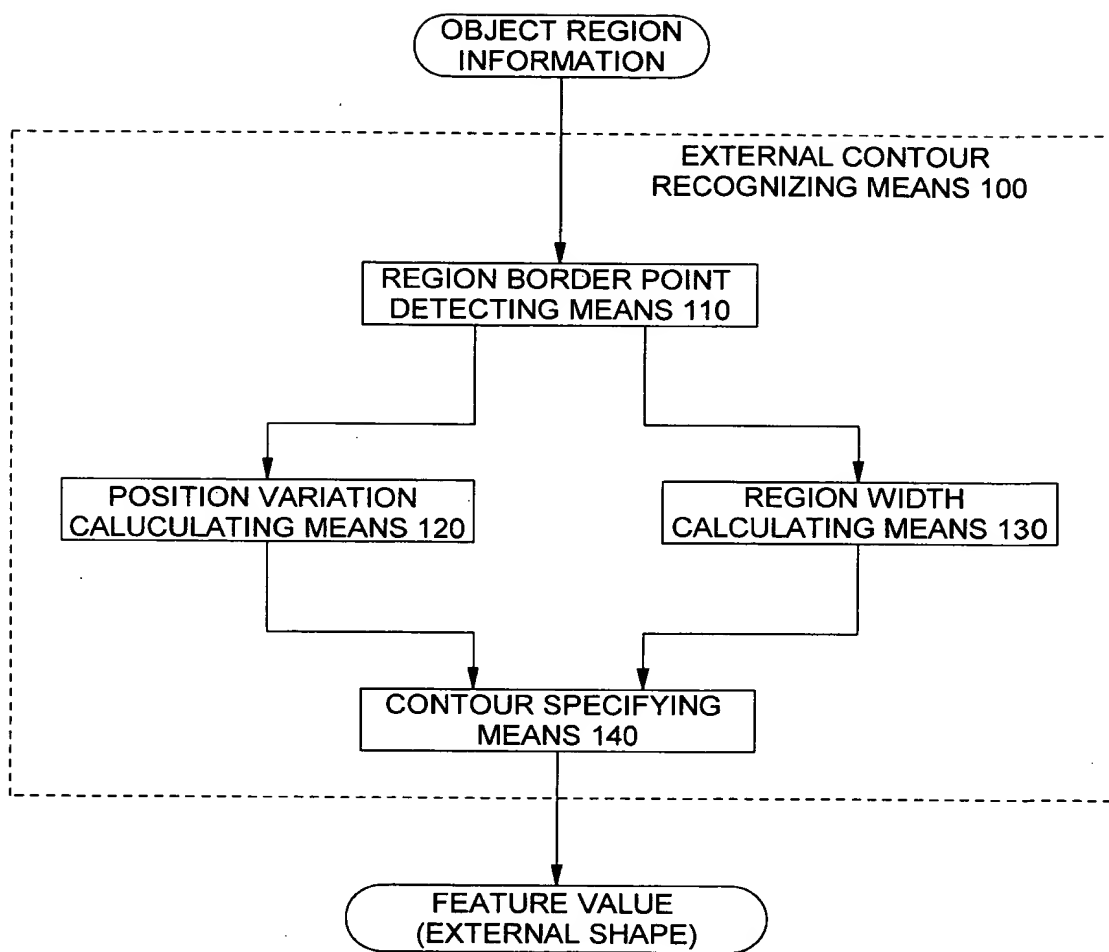 OBJECT REGION
INFORMATION
EXTERNAL CONTOUR
RECOGNIZING MEANS 100
REGION BORDER POINT
DETECTING MEANS 110
POSITION VARIATION
CALUCULATING MEANS 120
REGION WIDTH
CALCULATING MEANS 130
CONTOUR SPECIFYING
MEANS 140
FEATURE VALUE
(EXTERNAL SHAPE)